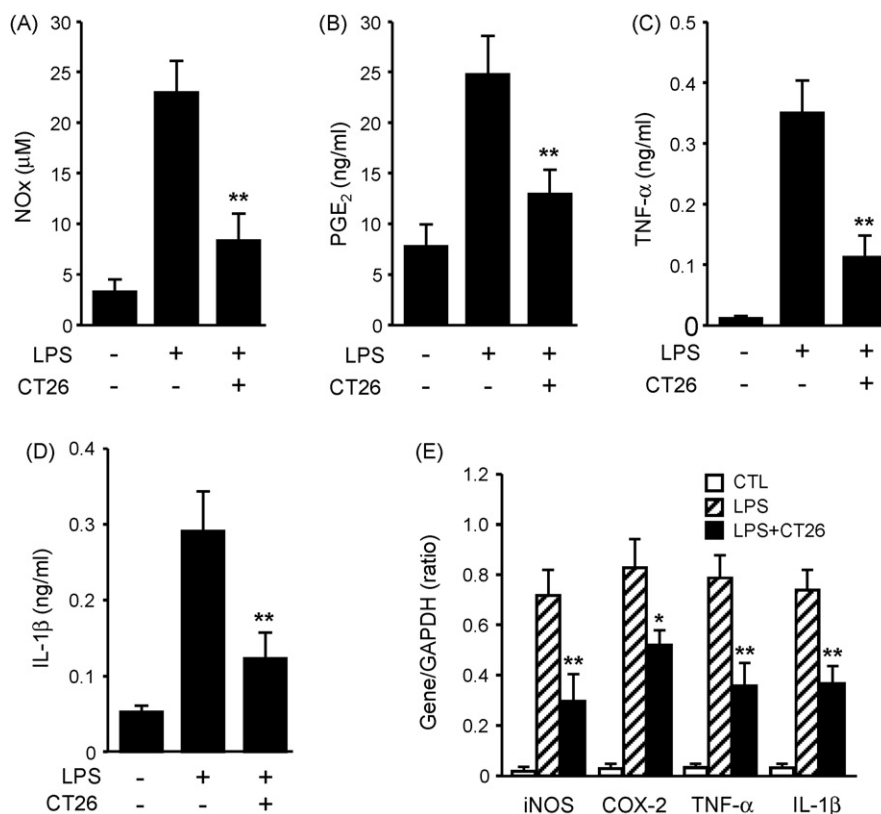 (A)
30
25
20
15
10
5
0
NOx (μM)
**
LPS - + +
CT26 - - +
(B)
30
25
20
15
10
5
0
PGE₂ (ng/ml)
**
LPS - + +
CT26 - - +
(C)
0.5
0.4
0.3
0.2
0.1
0
TNF-α (ng/ml)
**
LPS - + +
CT26 - - +
(D)
0.4
0.3
0.2
0.1
0
IL-1β (ng/ml)
**
LPS - + +
CT26 - - +
(E)
1.2
1.0
0.8
0.6
0.4
0.2
0
Gene/GAPDH (ratio)
CTL
LPS
LPS+CT26
** * ** **
iNOS COX-2 TNF-α IL-1β